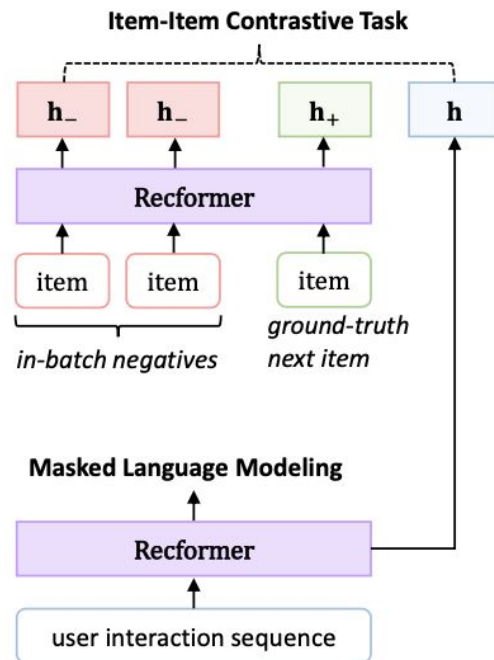 Item-Item Contrastive Task
h₋ h₋ h₊ h
Recformer
item item item
in-batch negatives
ground-truth
next item
Masked Language Modeling
Recformer
user interaction sequence